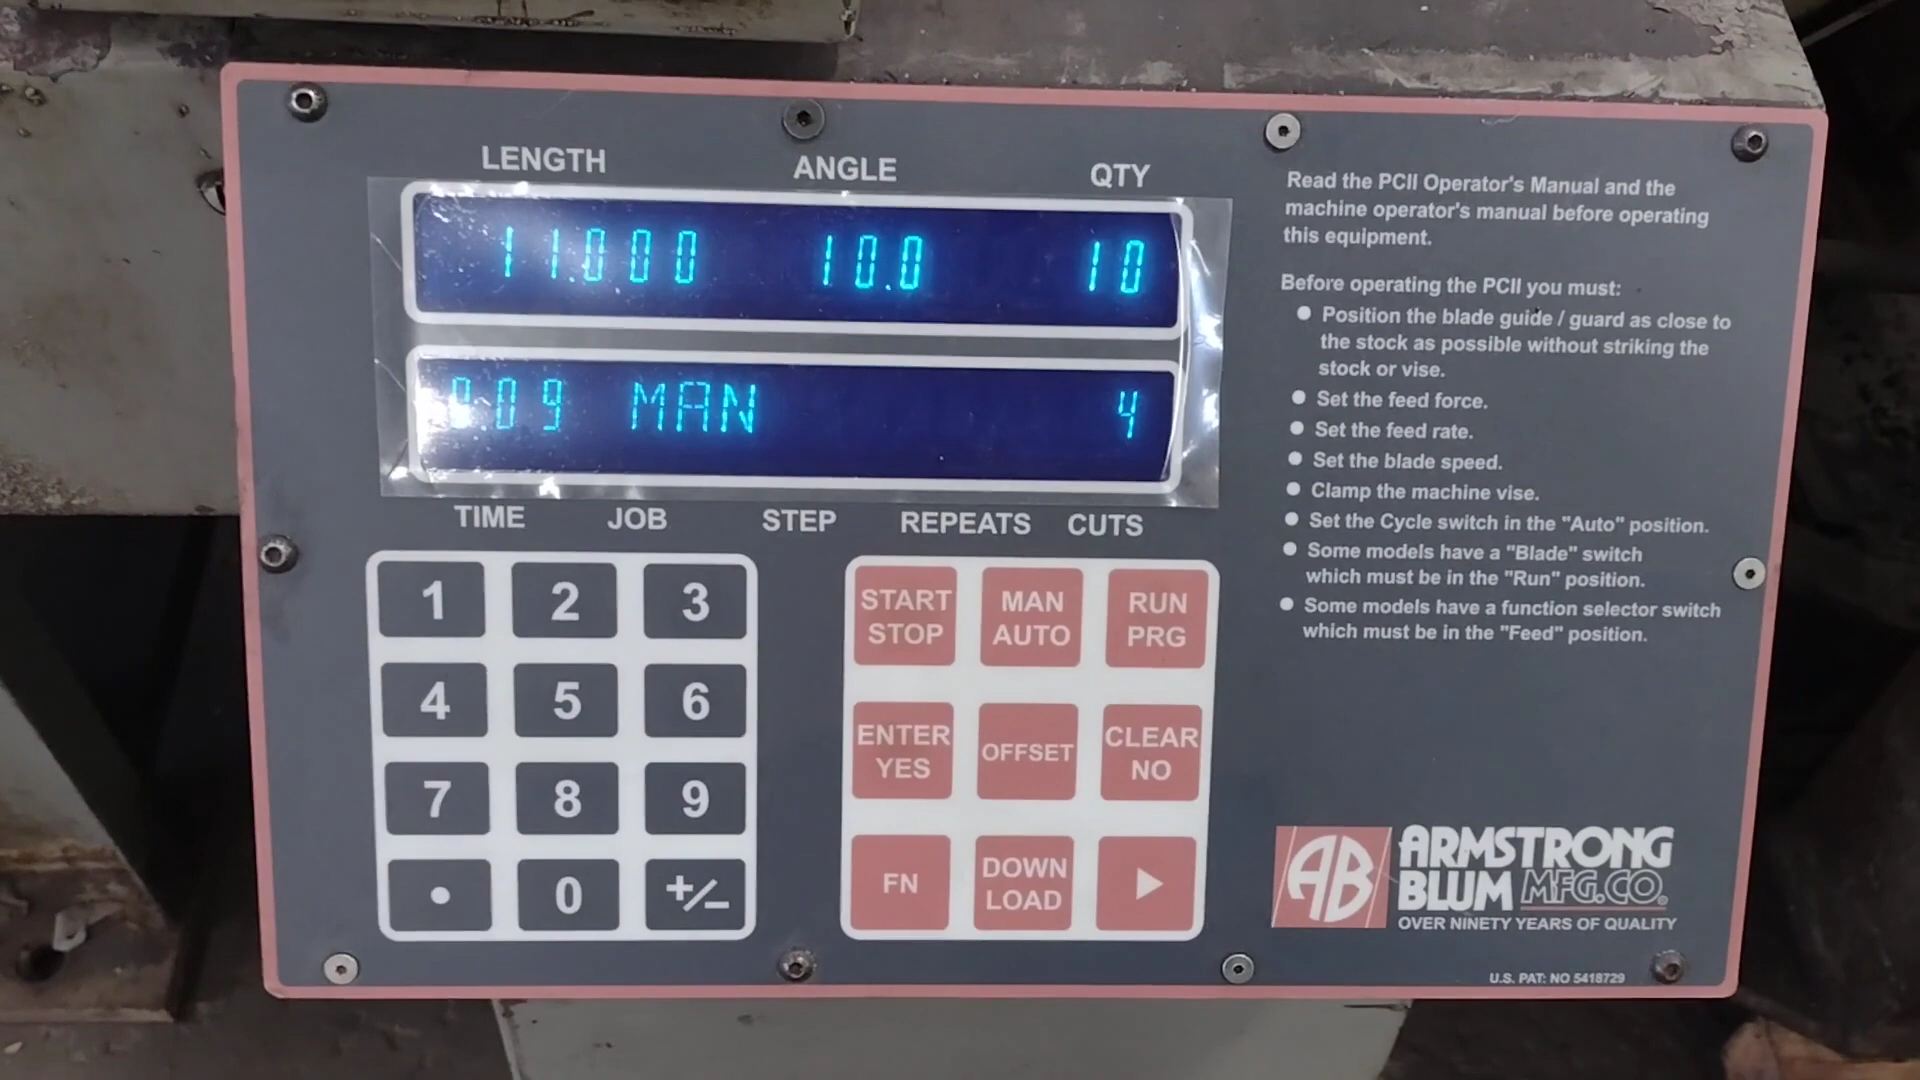 LENGTH ANGLE QTY
11.000 10.0 10
09 MAN 4
TIME JOB STEP REPEATS CUTS
1 2 3
4 5 6
7 8 9
• 0 +/-
START STOP
MAN AUTO
RUN PRG
ENTER YES
OFFSET
CLEAR NO
FN
DOWN LOAD
Read the PCII Operator's Manual and the
machine operator's manual before operating
this equipment.
Before operating the PCII you must:
• Position the blade guide / guard as close to
the stock as possible without striking the
stock or vise.
• Set the feed force.
• Set the feed rate.
• Set the blade speed.
• Clamp the machine vise.
• Set the Cycle switch in the "Auto" position.
• Some models have a "Blade" switch
which must be in the "Run" position.
• Some models have a function selector switch
which must be in the "Feed" position.
AB
ARMSTRONG
BLUM MFG.CO.
OVER NINETY YEARS OF QUALITY
U.S. PAT: NO 5418729